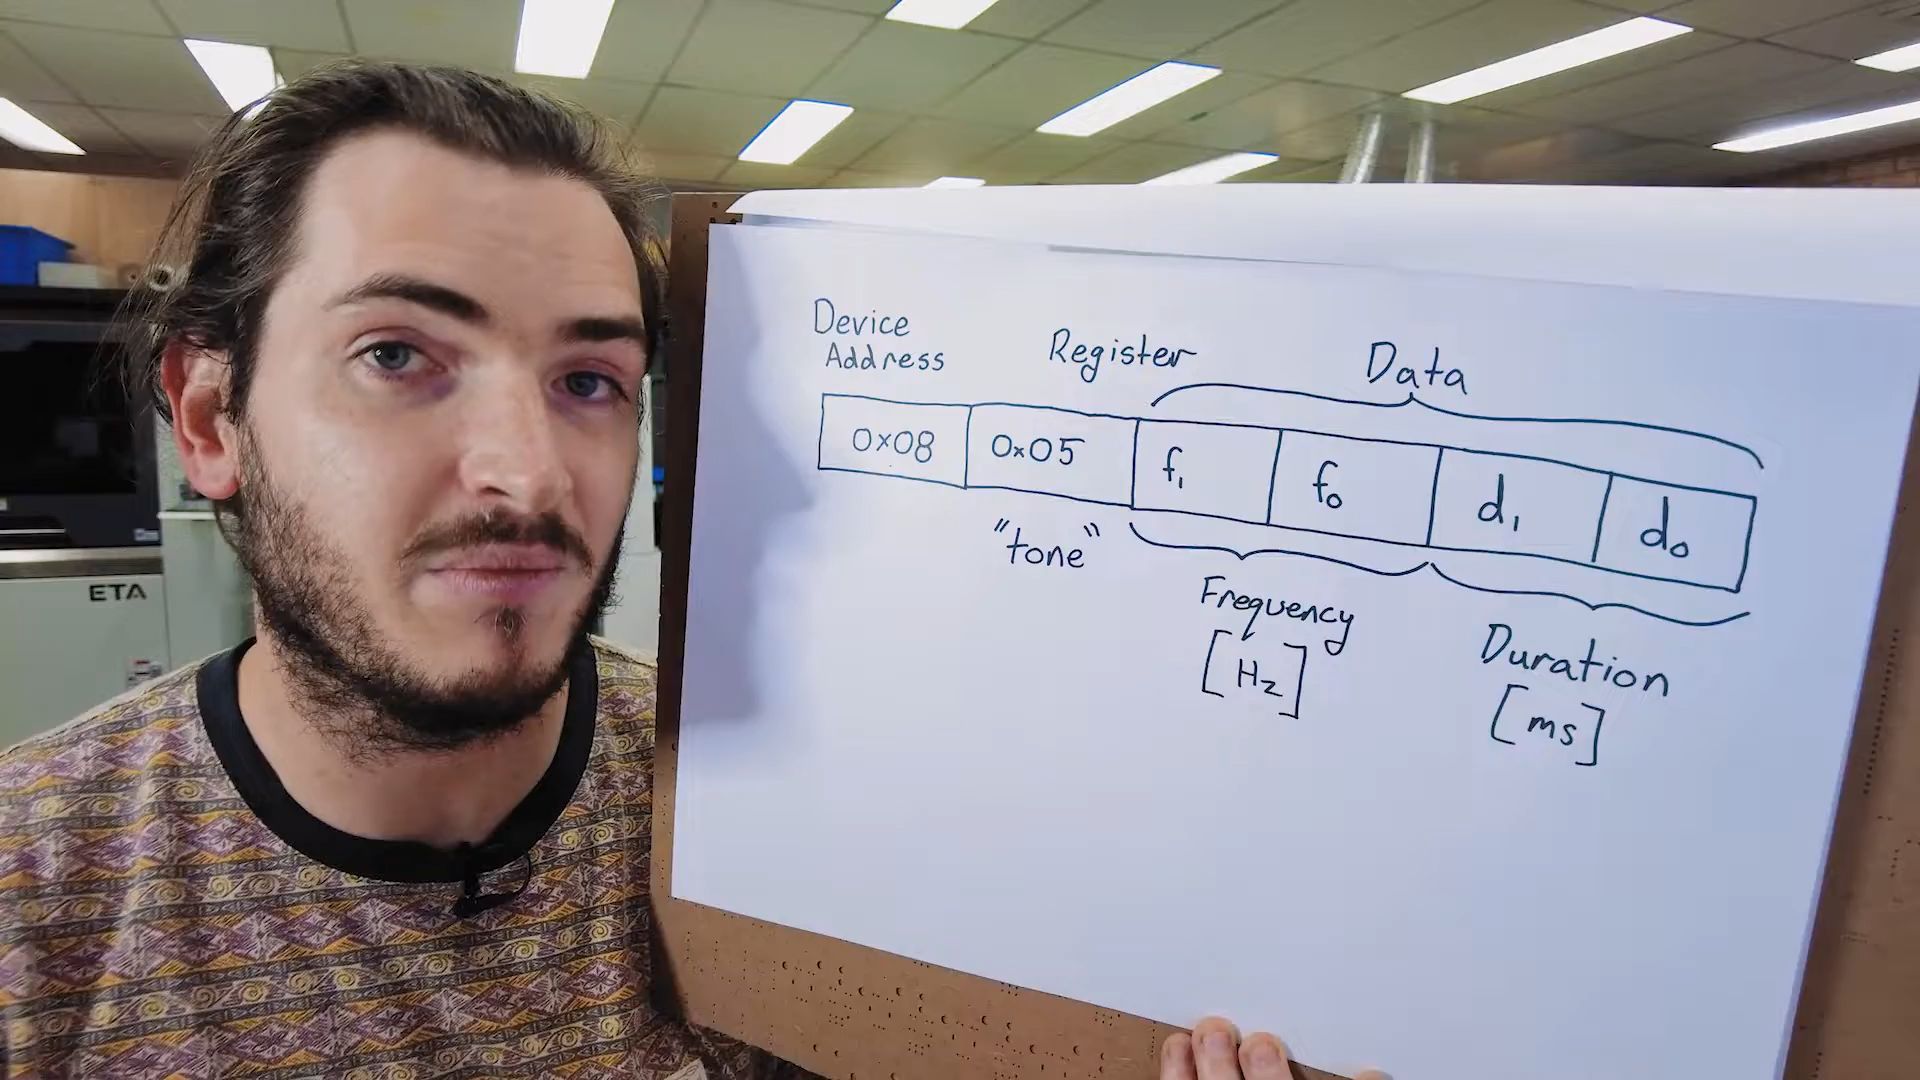 Device
Address
Register
Data
0x08
0x05
f₁
f₀
d₁
d₀
"tone"
Frequency
[Hz]
Duration
[ms]
ETA